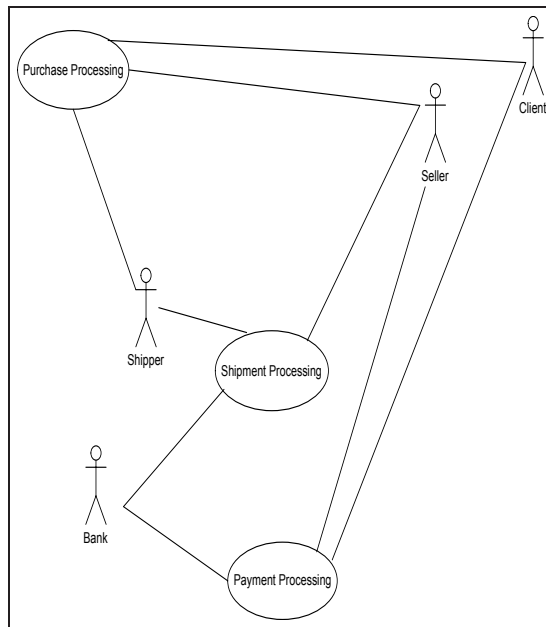 Purchase Processing
Client
Seller
Shipper
Shipment Processing
Bank
Payment Processing